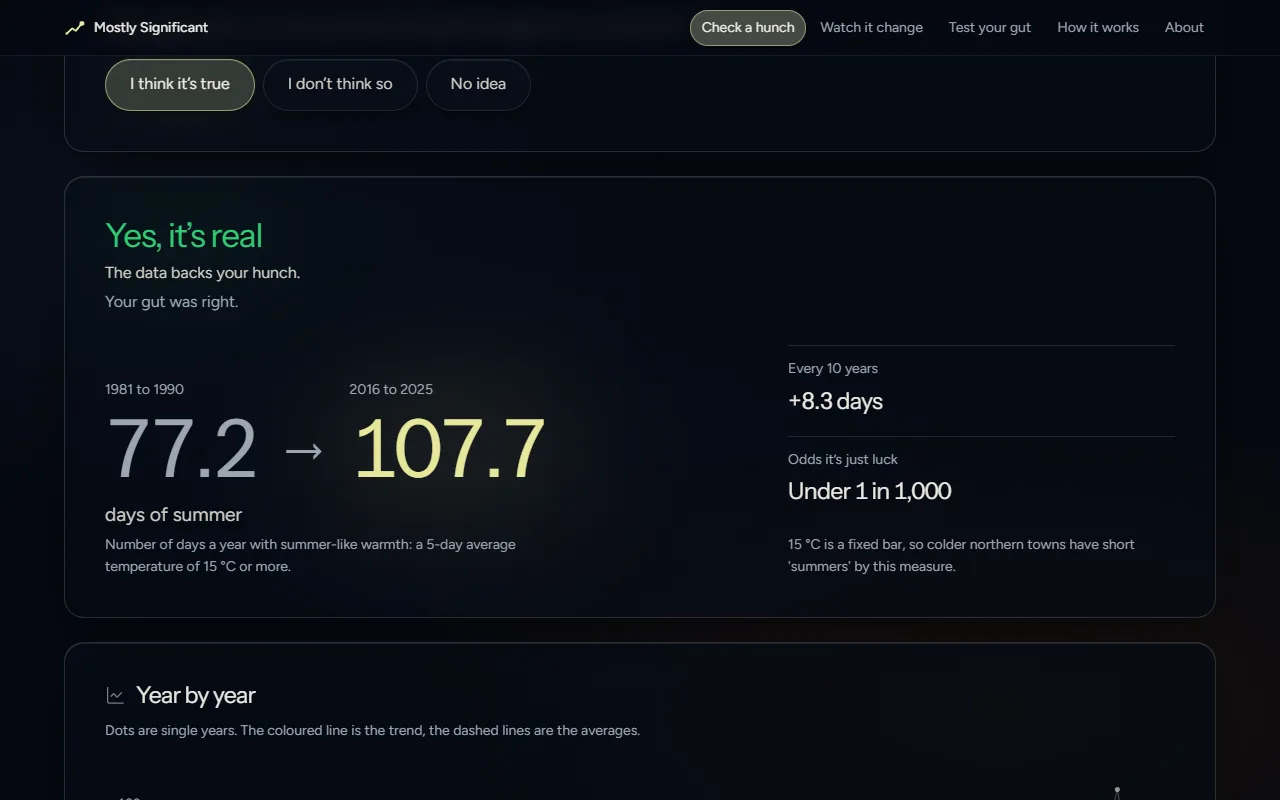 Mostly Significant
Check a hunch
Watch it change
Test your gut
How it works
About
I think it’s true
I don’t think so
No idea
Yes, it’s real
The data backs your hunch.
Your gut was right.
1981 to 1990
77.2
→
2016 to 2025
107.7
days of summer
Number of days a year with summer-like warmth: a 5-day average
temperature of 15 °C or more.
Every 10 years
+8.3 days
Odds it’s just luck
Under 1 in 1,000
15 °C is a fixed bar, so colder northern towns have short
'summers' by this measure.
Year by year
Dots are single years. The coloured line is the trend, the dashed lines are the averages.